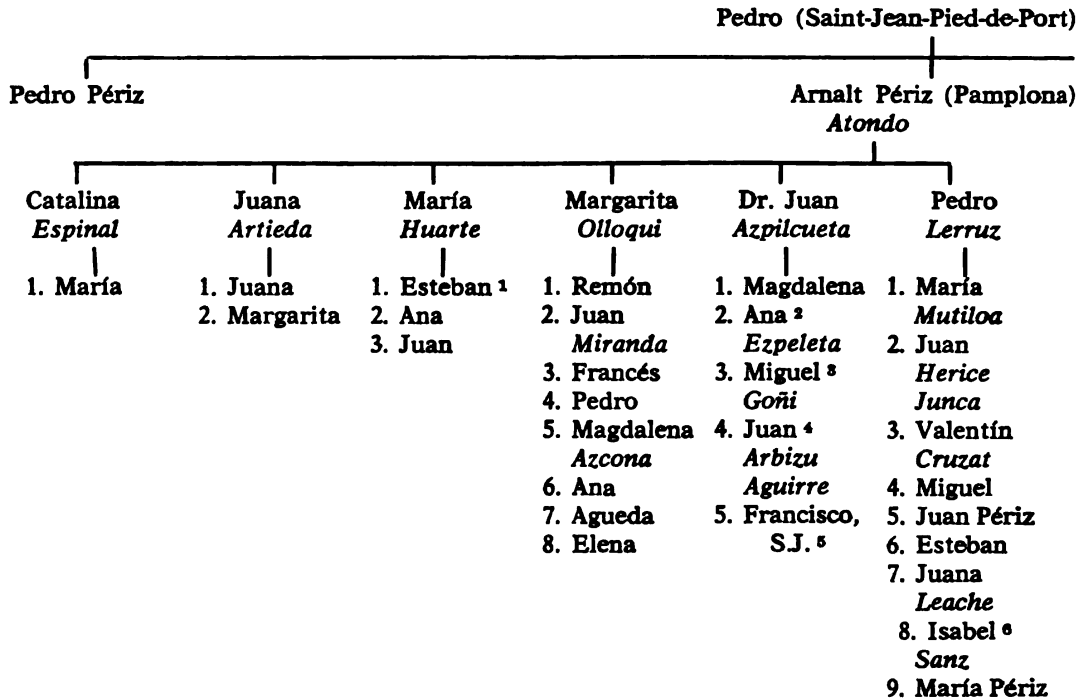 Pedro (Saint-Jean-Pied-de-Port)
Pedro Périz
Arnalt Périz (Pamplona)
Atondo
Catalina
Espinal
1. María
Juana
Artieda
1. Juana
2. Margarita
María
Huarte
1. Esteban ¹
2. Ana
3. Juan
Margarita
Olloqui
1. Remón
2. Juan
Miranda
3. Francés
4. Pedro
5. Magdalena
Azcona
6. Ana
7. Agueda
8. Elena
Dr. Juan
Azpilcueta
1. Magdalena
2. Ana ²
Ezpeleta
3. Miguel ³
Goñi
4. Juan ⁴
Arbizu
Aguirre
5. Francisco,
S.J. ⁵
Pedro
Lerruz
1. María
Mutiloa
2. Juan
Herice
Junca
3. Valentín
Cruzat
4. Miguel
5. Juan Périz
6. Esteban
7. Juana
Leache
8. Isabel ⁶
Sanz
9. María Périz